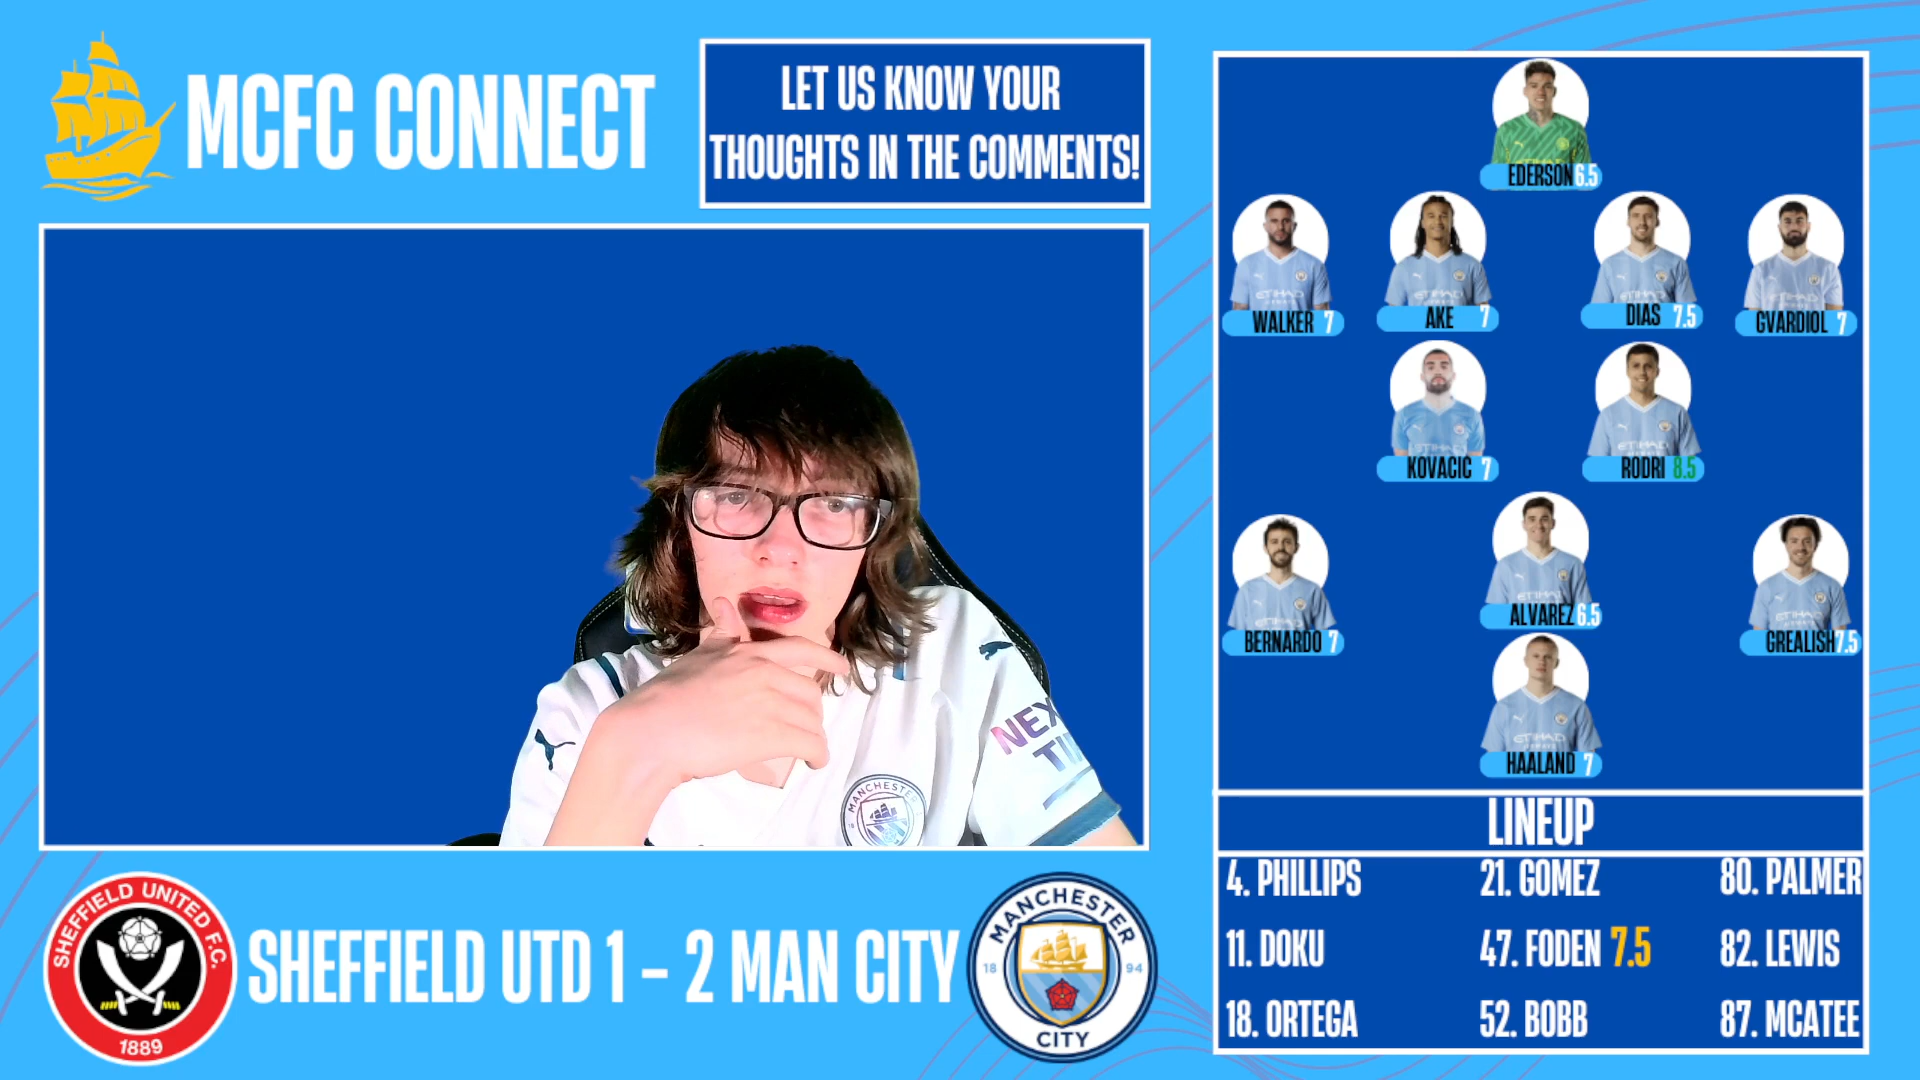 MCFC CONNECT
LET US KNOW YOUR
THOUGHTS IN THE COMMENTS!
EDERSON 6.5
WALKER 7
AKE 7
DIAS 7.5
GVARDIOL 7
KOVACIC 7
RODRI 8.5
BERNARDO 7
ALVAREZ 6.5
GREALISH 7.5
HAALAND 7
LINEUP
4. PHILLIPS
21. GOMEZ
80. PALMER
11. DOKU
47. FODEN 7.5
82. LEWIS
18. ORTEGA
52. BOBB
87. MCATEE
NEX
MANCHESTER
SHEFFIELD UNITED F.C.
1889
SHEFFIELD UTD 1 - 2 MAN CITY
MANCHESTER
18 94
CITY